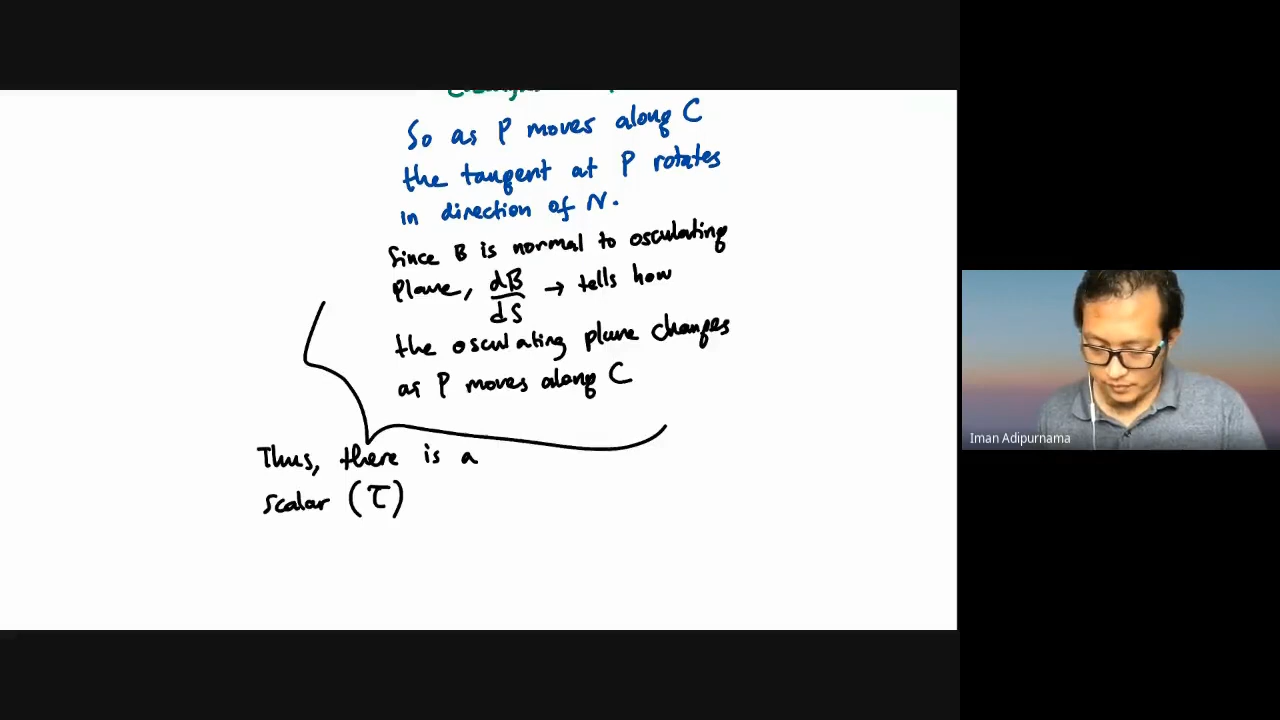 So as P moves along C
the tangent at P rotates
in direction of N.
Since B is normal to osculating
plane, dB/dS → tells how
the osculating plane changes
as P moves along C
Thus, there is a
scalar (τ)
Iman Adipurnama